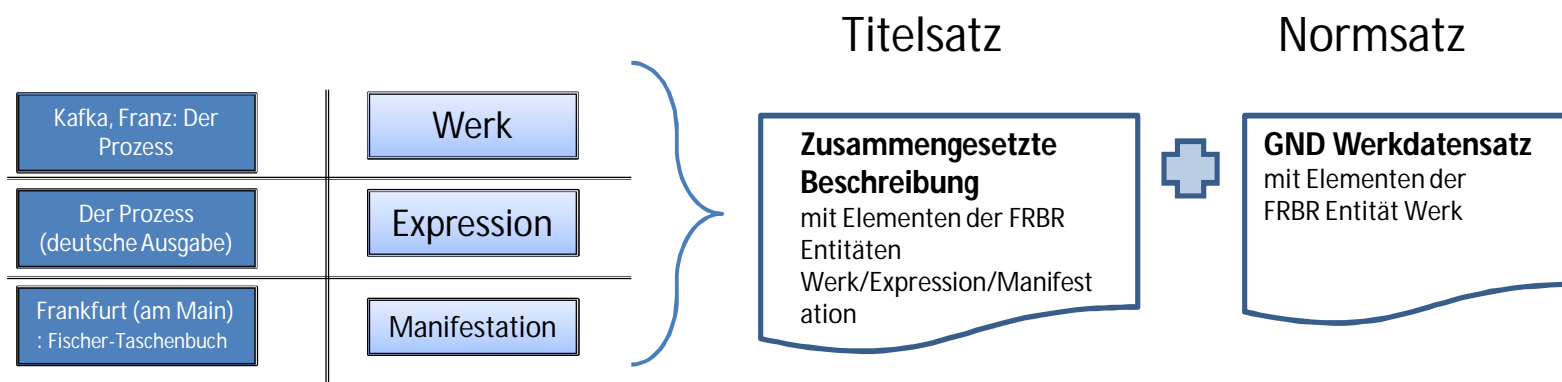 Titelsatz
Normsatz
Kafka, Franz: Der
Prozess
Werk
Der Prozess
(deutsche Ausgabe)
Expression
Frankfurt (am Main)
: Fischer-Taschenbuch
Manifestation
Zusammengesetzte
Beschreibung
mit Elementen der FRBR
Entitäten
Werk/Expression/Manifest
ation
GND Werkdatensatz
mit Elementen der
FRBR Entität Werk